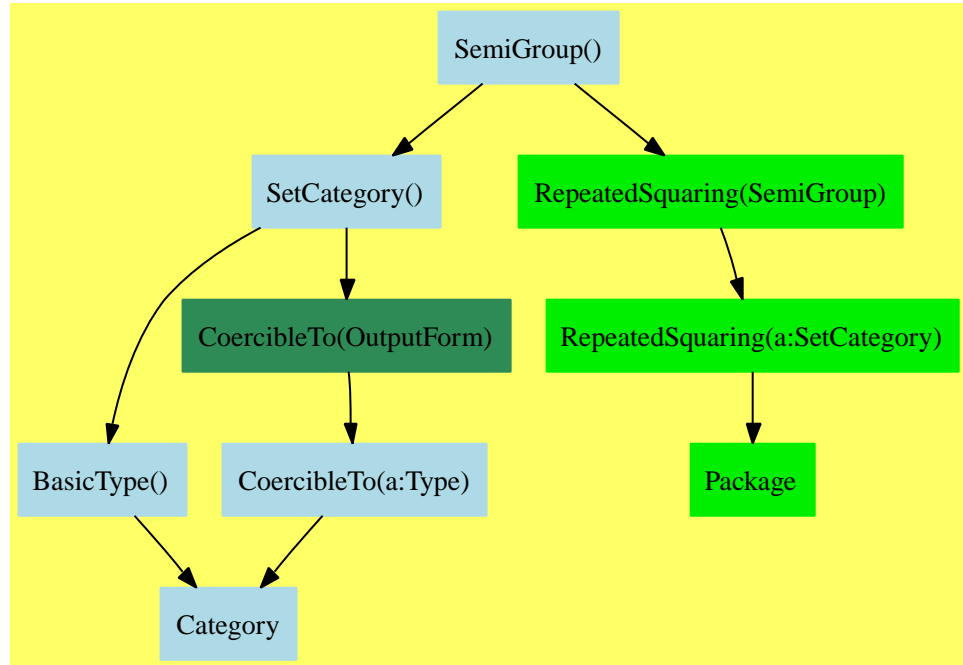 SemiGroup()
SetCategory()
RepeatedSquaring(SemiGroup)
CoercibleTo(OutputForm)
RepeatedSquaring(a:SetCategory)
BasicType()
CoercibleTo(a:Type)
Package
Category